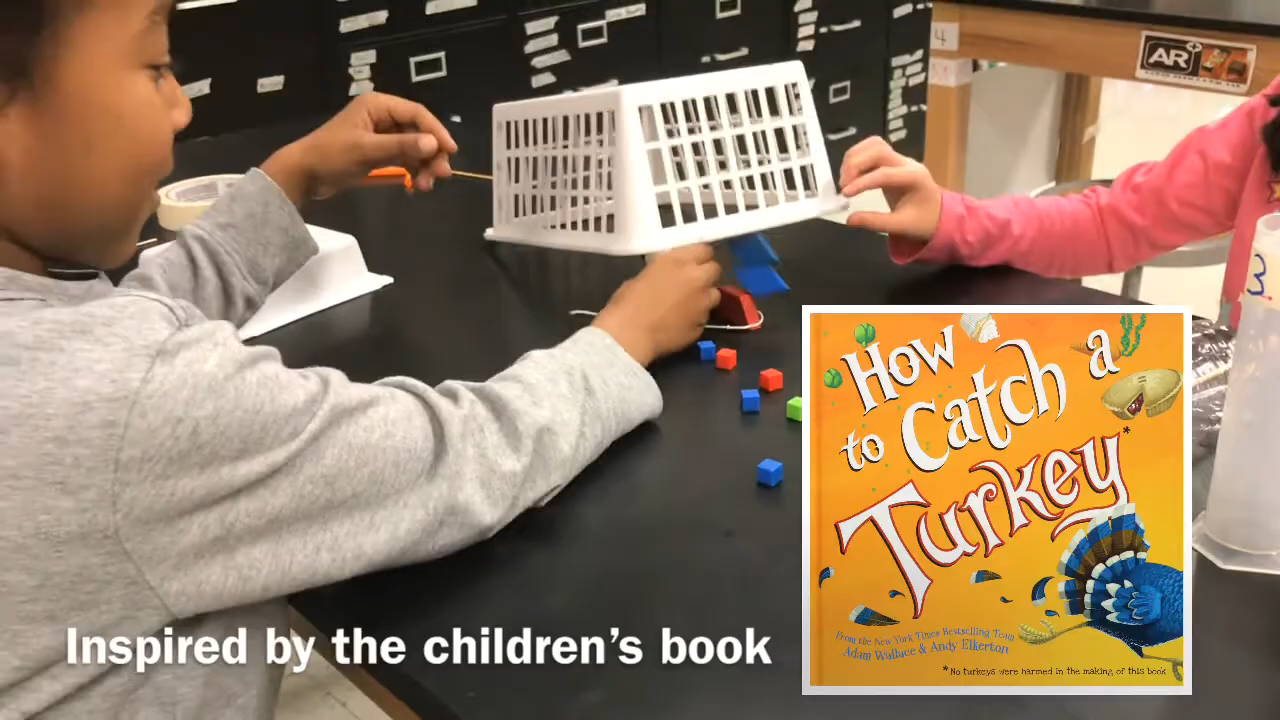 4
AR
3
How
to Catch a
Turkey*
From the New York Times Bestselling Team
Adam Wallace & Andy Elkerton
*No turkeys were harmed in the making of this book
Inspired by the children's book